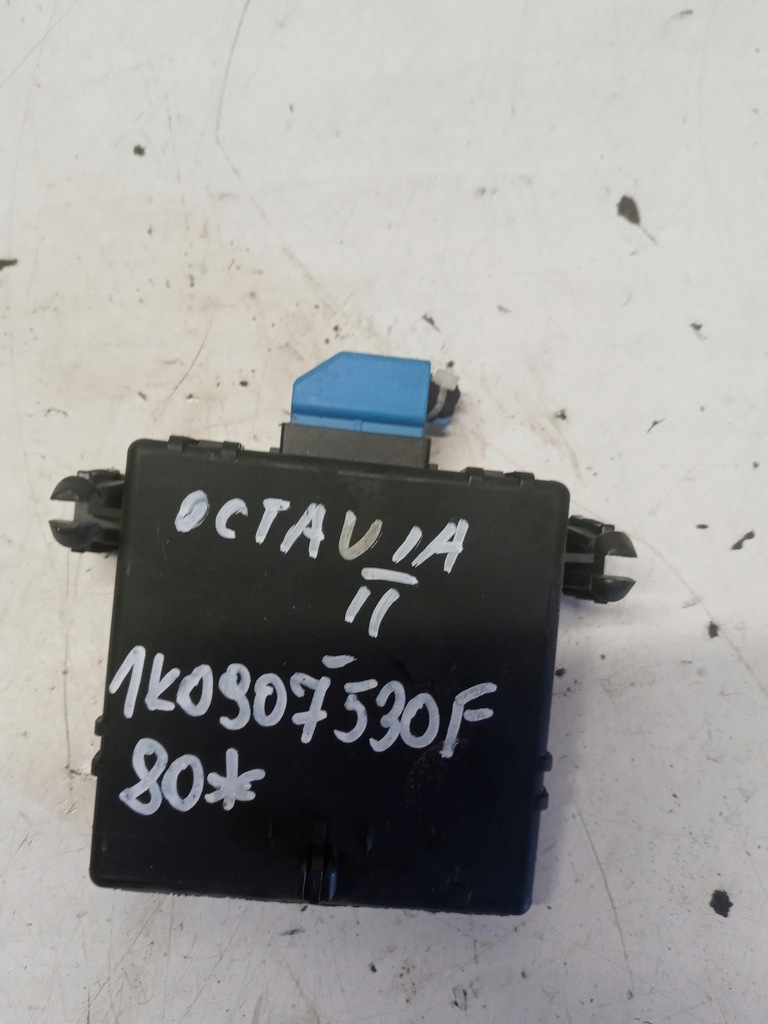 OCTAVIA
II
1K0907530F
80*